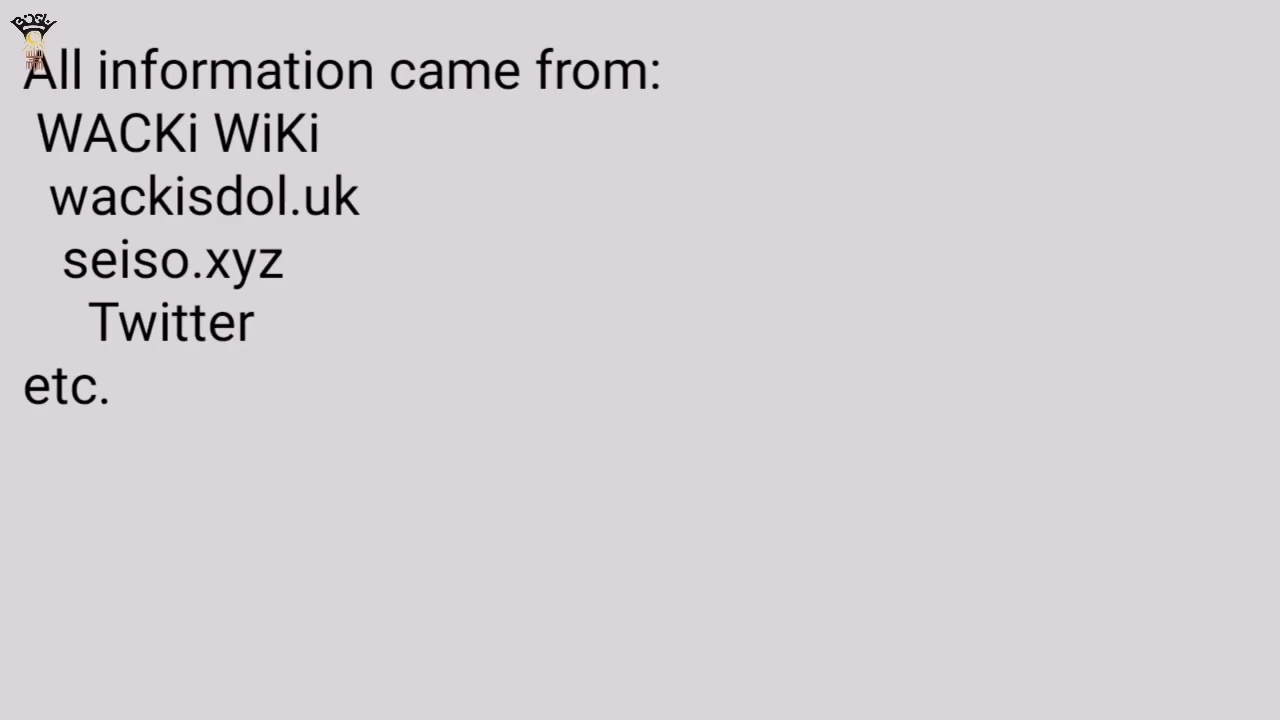 All information came from:
WACKi WiKi
wackisdol.uk
seiso.xyz
Twitter
etc.